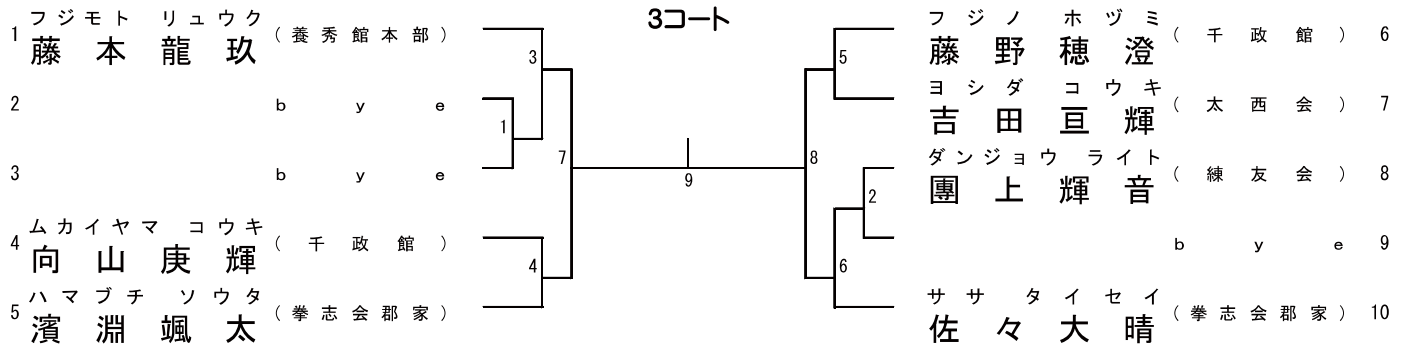 3コート
フジモト リュウク
1 藤本 龍玖 (養秀館本部)
2 bye
3 bye
ムカイヤマ コウキ
4 向山 庚輝 (千政館)
ハマブチ ソウタ
5 濱淵 颯太 (拳志会郡家)
3
1
7
4
9
5
8
2
6
フジノ ホヅミ
藤野 穂澄 (千政館) 6
ヨシダ コウキ
吉田 亘輝 (太西会) 7
ダンジョウ ライト
團上 輝音 (練友会) 8
bye 9
ササ タイセイ
佐々 大晴 (拳志会郡家) 10